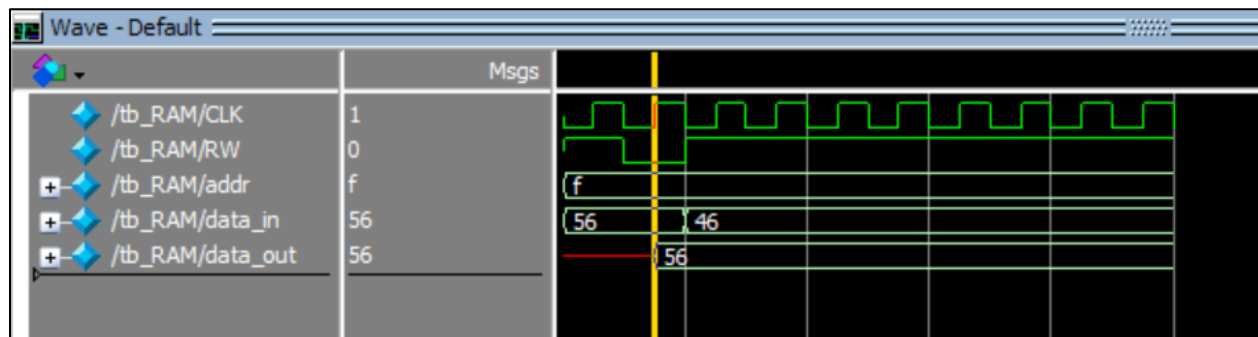 Wave - Default
Msgs
/tb_RAM/CLK 1
/tb_RAM/RW 0
/tb_RAM/addr f f
/tb_RAM/data_in 56 56 46
/tb_RAM/data_out 56 56